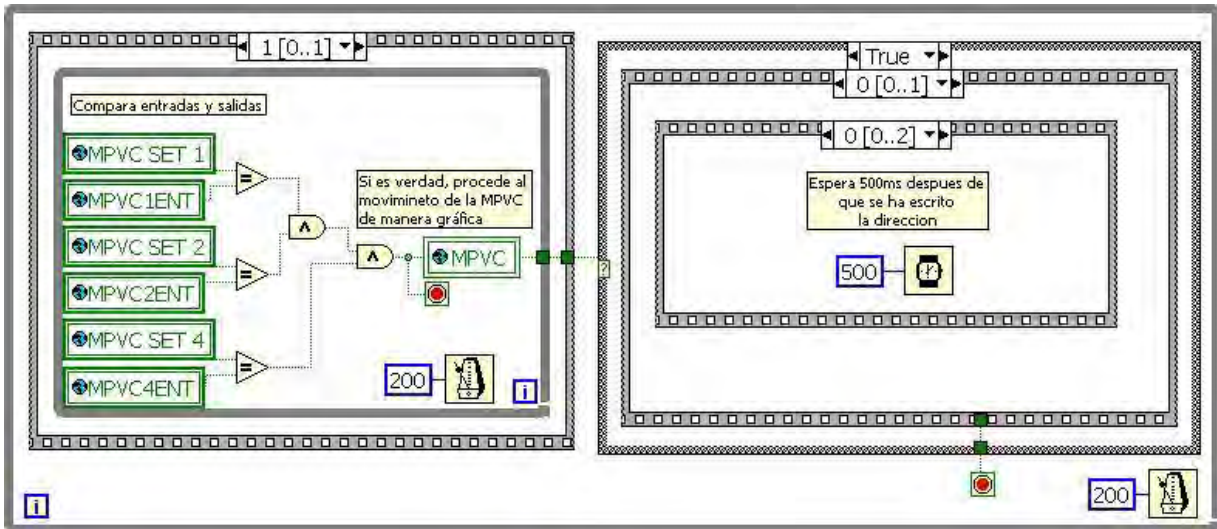 1 [0..1]
Compara entradas y salidas
MPVC SET 1
MPVC1ENT
MPVC SET 2
MPVC2ENT
MPVC SET 4
MPVC4ENT
=
=
=
∧
∧
Si es verdad, procede al
movimineto de la MPVC
de manera gráfica
MPVC
200
i
?
True
0 [0..1]
0 [0..2]
Espera 500ms despues de
que se ha escrito
la direccion
500
i
200